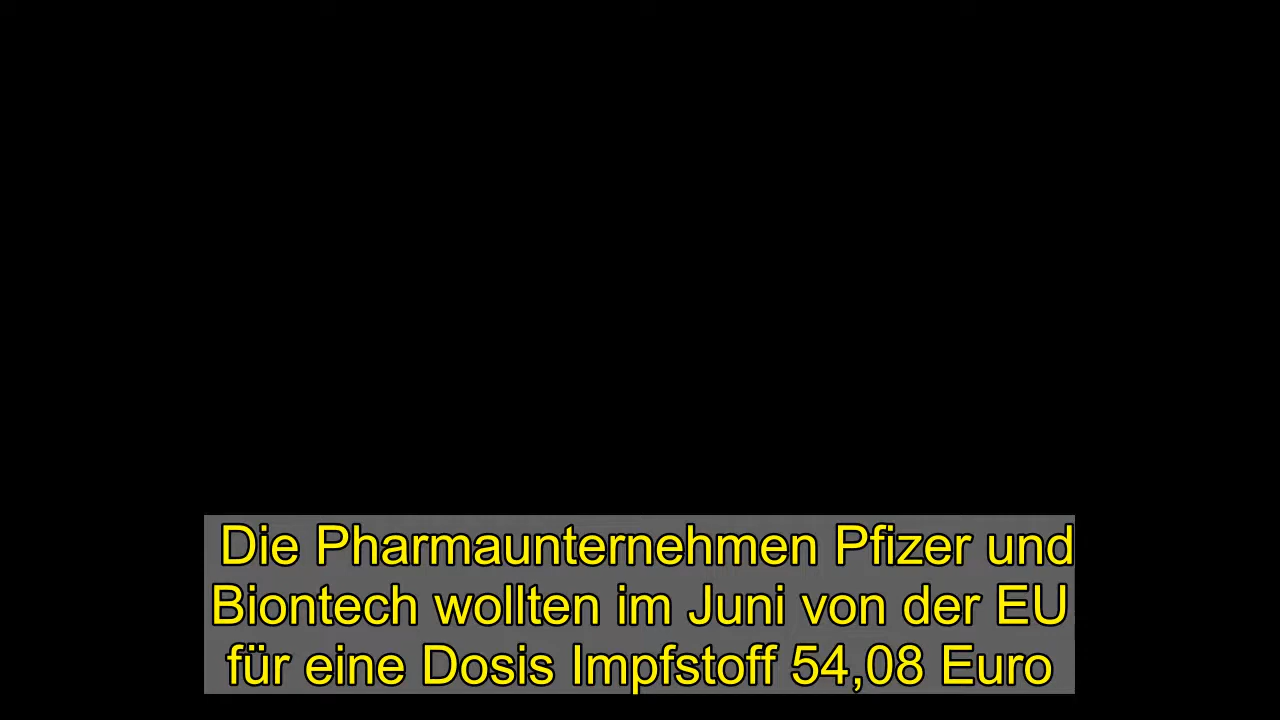 Die Pharmaunternehmen Pfizer und
Biontech wollten im Juni von der EU
für eine Dosis Impfstoff 54,08 Euro